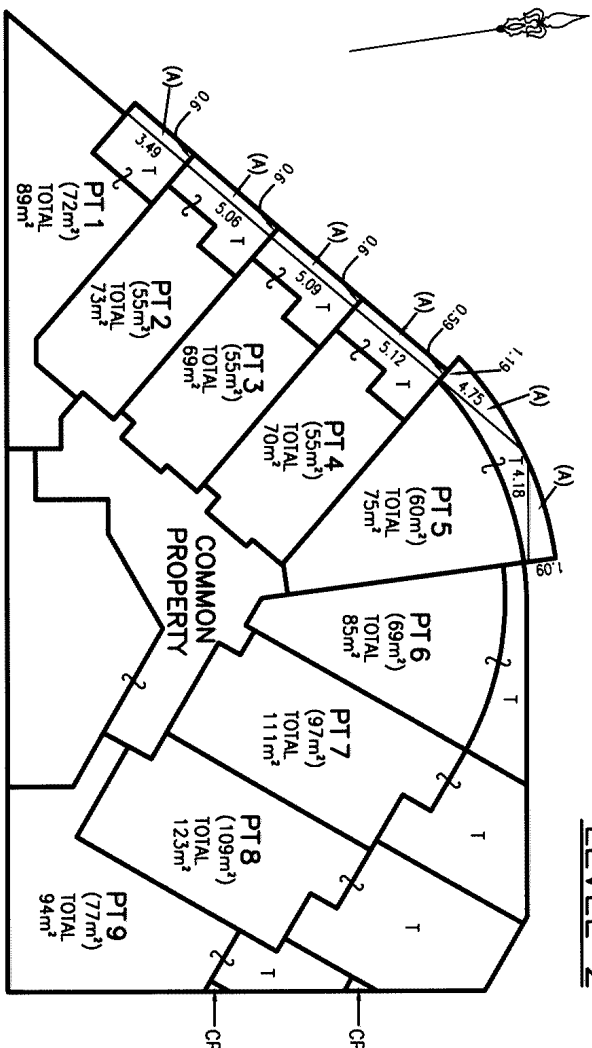 LEVEL 2
(A)
0.6
3.49
T
(A)
0.6
5.06
T
(A)
0.6
5.09
T
(A)
0.59
5.12
T
1.19
4.75
(A)
T
4.18
(A)
1.09
PT 1
(72m²)
TOTAL
89m²
PT 2
(55m²)
TOTAL
73m²
PT 3
(55m²)
TOTAL
69m²
PT 4
(55m²)
TOTAL
70m²
PT 5
(60m²)
TOTAL
75m²
PT 6
(69m²)
TOTAL
85m²
T
PT 7
(97m²)
TOTAL
111m²
T
PT 8
(109m²)
TOTAL
123m²
T
PT 9
(77m²)
TOTAL
94m²
T
COMMON
PROPERTY